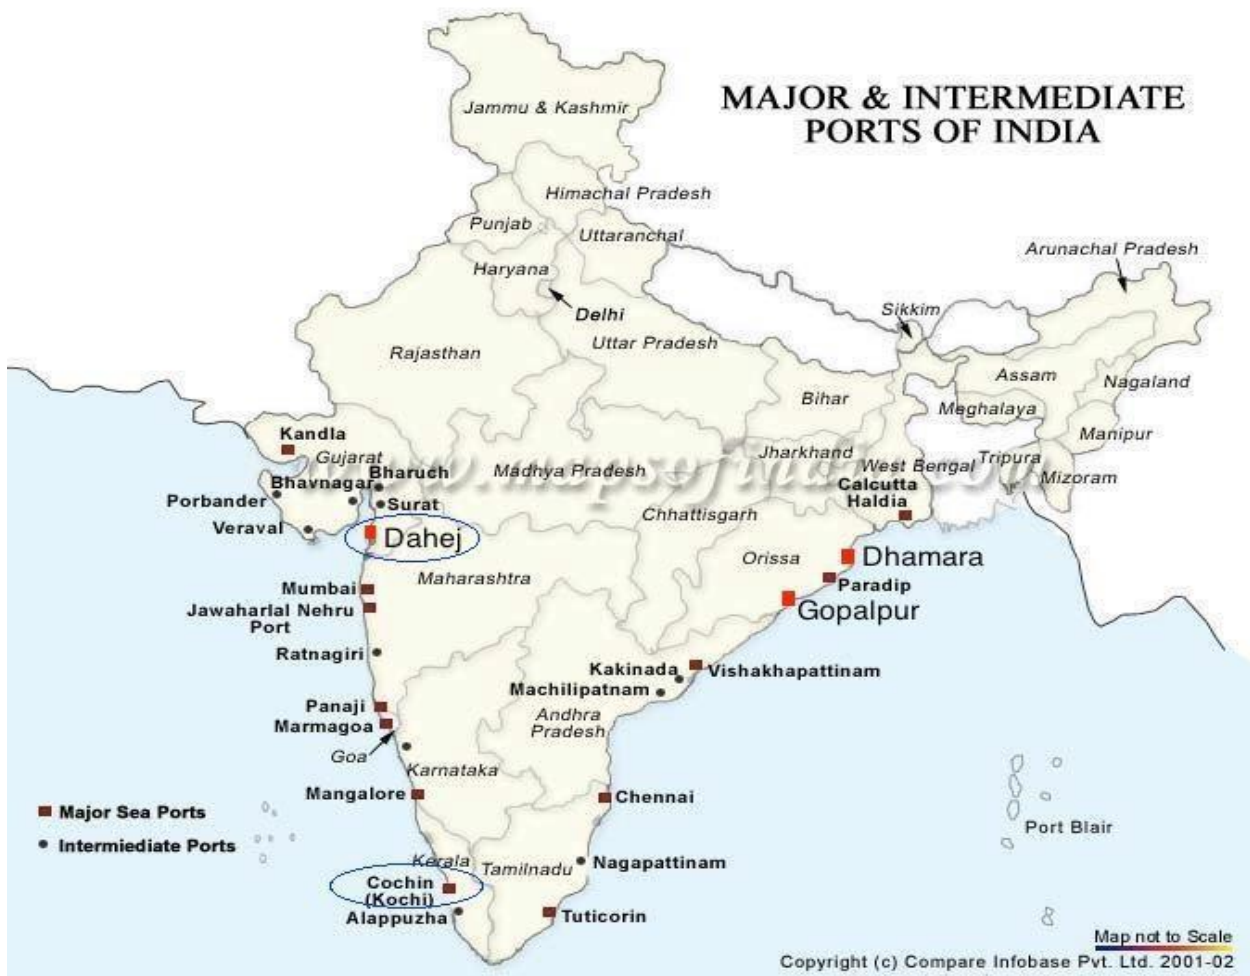 MAJOR & INTERMEDIATE
PORTS OF INDIA
Jammu & Kashmir
Himachal Pradesh
Punjab
Uttaranchal
Haryana
Delhi
Arunachal Pradesh
Sikkim
Rajasthan
Uttar Pradesh
Assam
Nagaland
Bihar
Meghalaya
Manipur
Kandla
Gujarat
Jharkhand
Tripura
www.mapsofindia.com
Madhya Pradesh
West Bengal
Mizoram
Bharuch
Bhavnagar
Calcutta
Haldia
Porbander
Surat
Chhattisgarh
Veraval
Dahej
Orissa
Dhamara
Maharashtra
Paradip
Mumbai
Jawaharlal Nehru
Port
Gopalpur
Ratnagiri
Kakinada
Vishakhapattinam
Machilipatnam
Panaji
Marmagoa
Andhra
Pradesh
Goa
Karnataka
Mangalore
Chennai
Major Sea Ports
Port Blair
Intermiediate Ports
Kerala
Tamilnadu
Nagapattinam
Cochin
(Kochi)
Alappuzha
Tuticorin
Map not to Scale
Copyright (c) Compare Infobase Pvt. Ltd. 2001-02